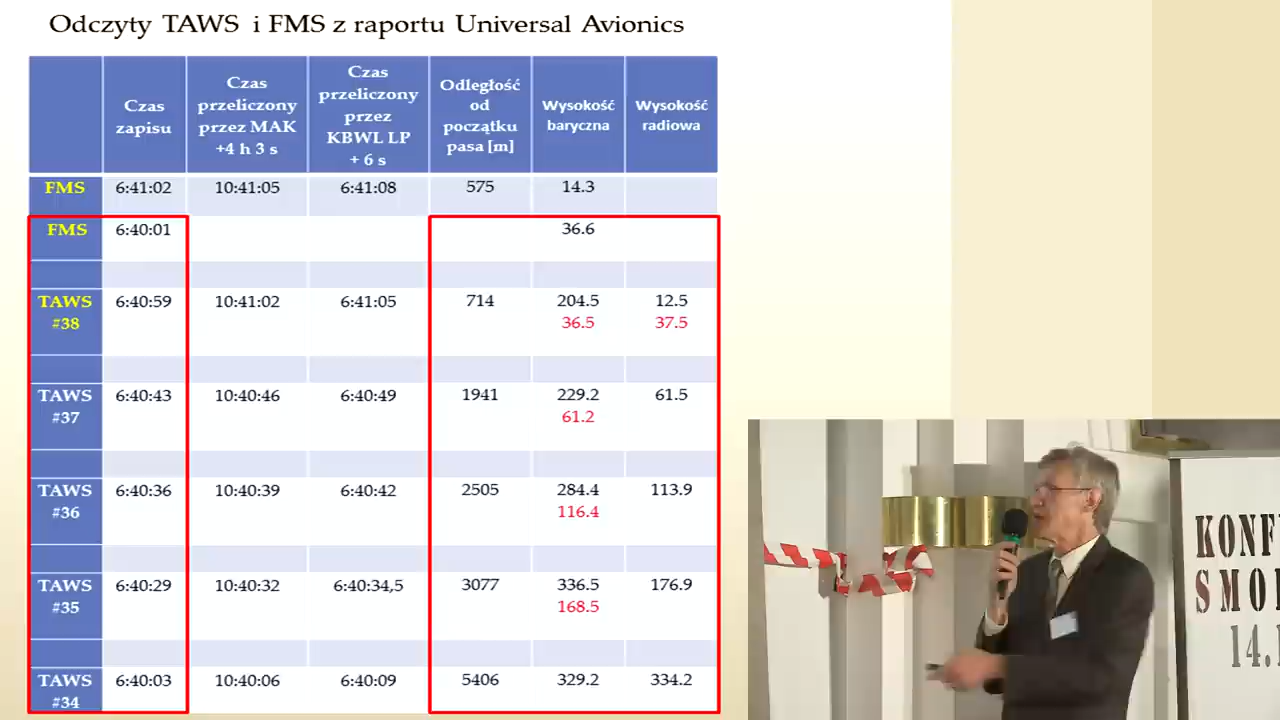 Odczyty TAWS i FMS z raportu Universal Avionics
Czas zapisu
Czas przeliczony przez MAK +4 h 3 s
Czas przeliczony przez KBWL LP + 6 s
Odległość od początku pasa [m]
Wysokość baryczna
Wysokość radiowa
FMS 6:41:02 10:41:05 6:41:08 575 14.3
FMS 6:40:01 36.6
TAWS 6:40:59 10:41:02 6:41:05 714 204.5 12.5
#38 36.5 37.5
TAWS 6:40:43 10:40:46 6:40:49 1941 229.2 61.5
#37 61.2
TAWS 6:40:36 10:40:39 6:40:42 2505 284.4 113.9
#36 116.4
TAWS 6:40:29 10:40:32 6:40:34,5 3077 336.5 176.9
#35 168.5
TAWS 6:40:03 10:40:06 6:40:09 5406 329.2 334.2
#34
KONF
SMO
14.